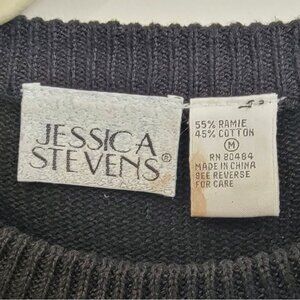 JESSICA
STEVENS®
55% RAMIE
45% COTTON
M
RN 80484
MADE IN CHINA
SEE REVERSE
FOR CARE